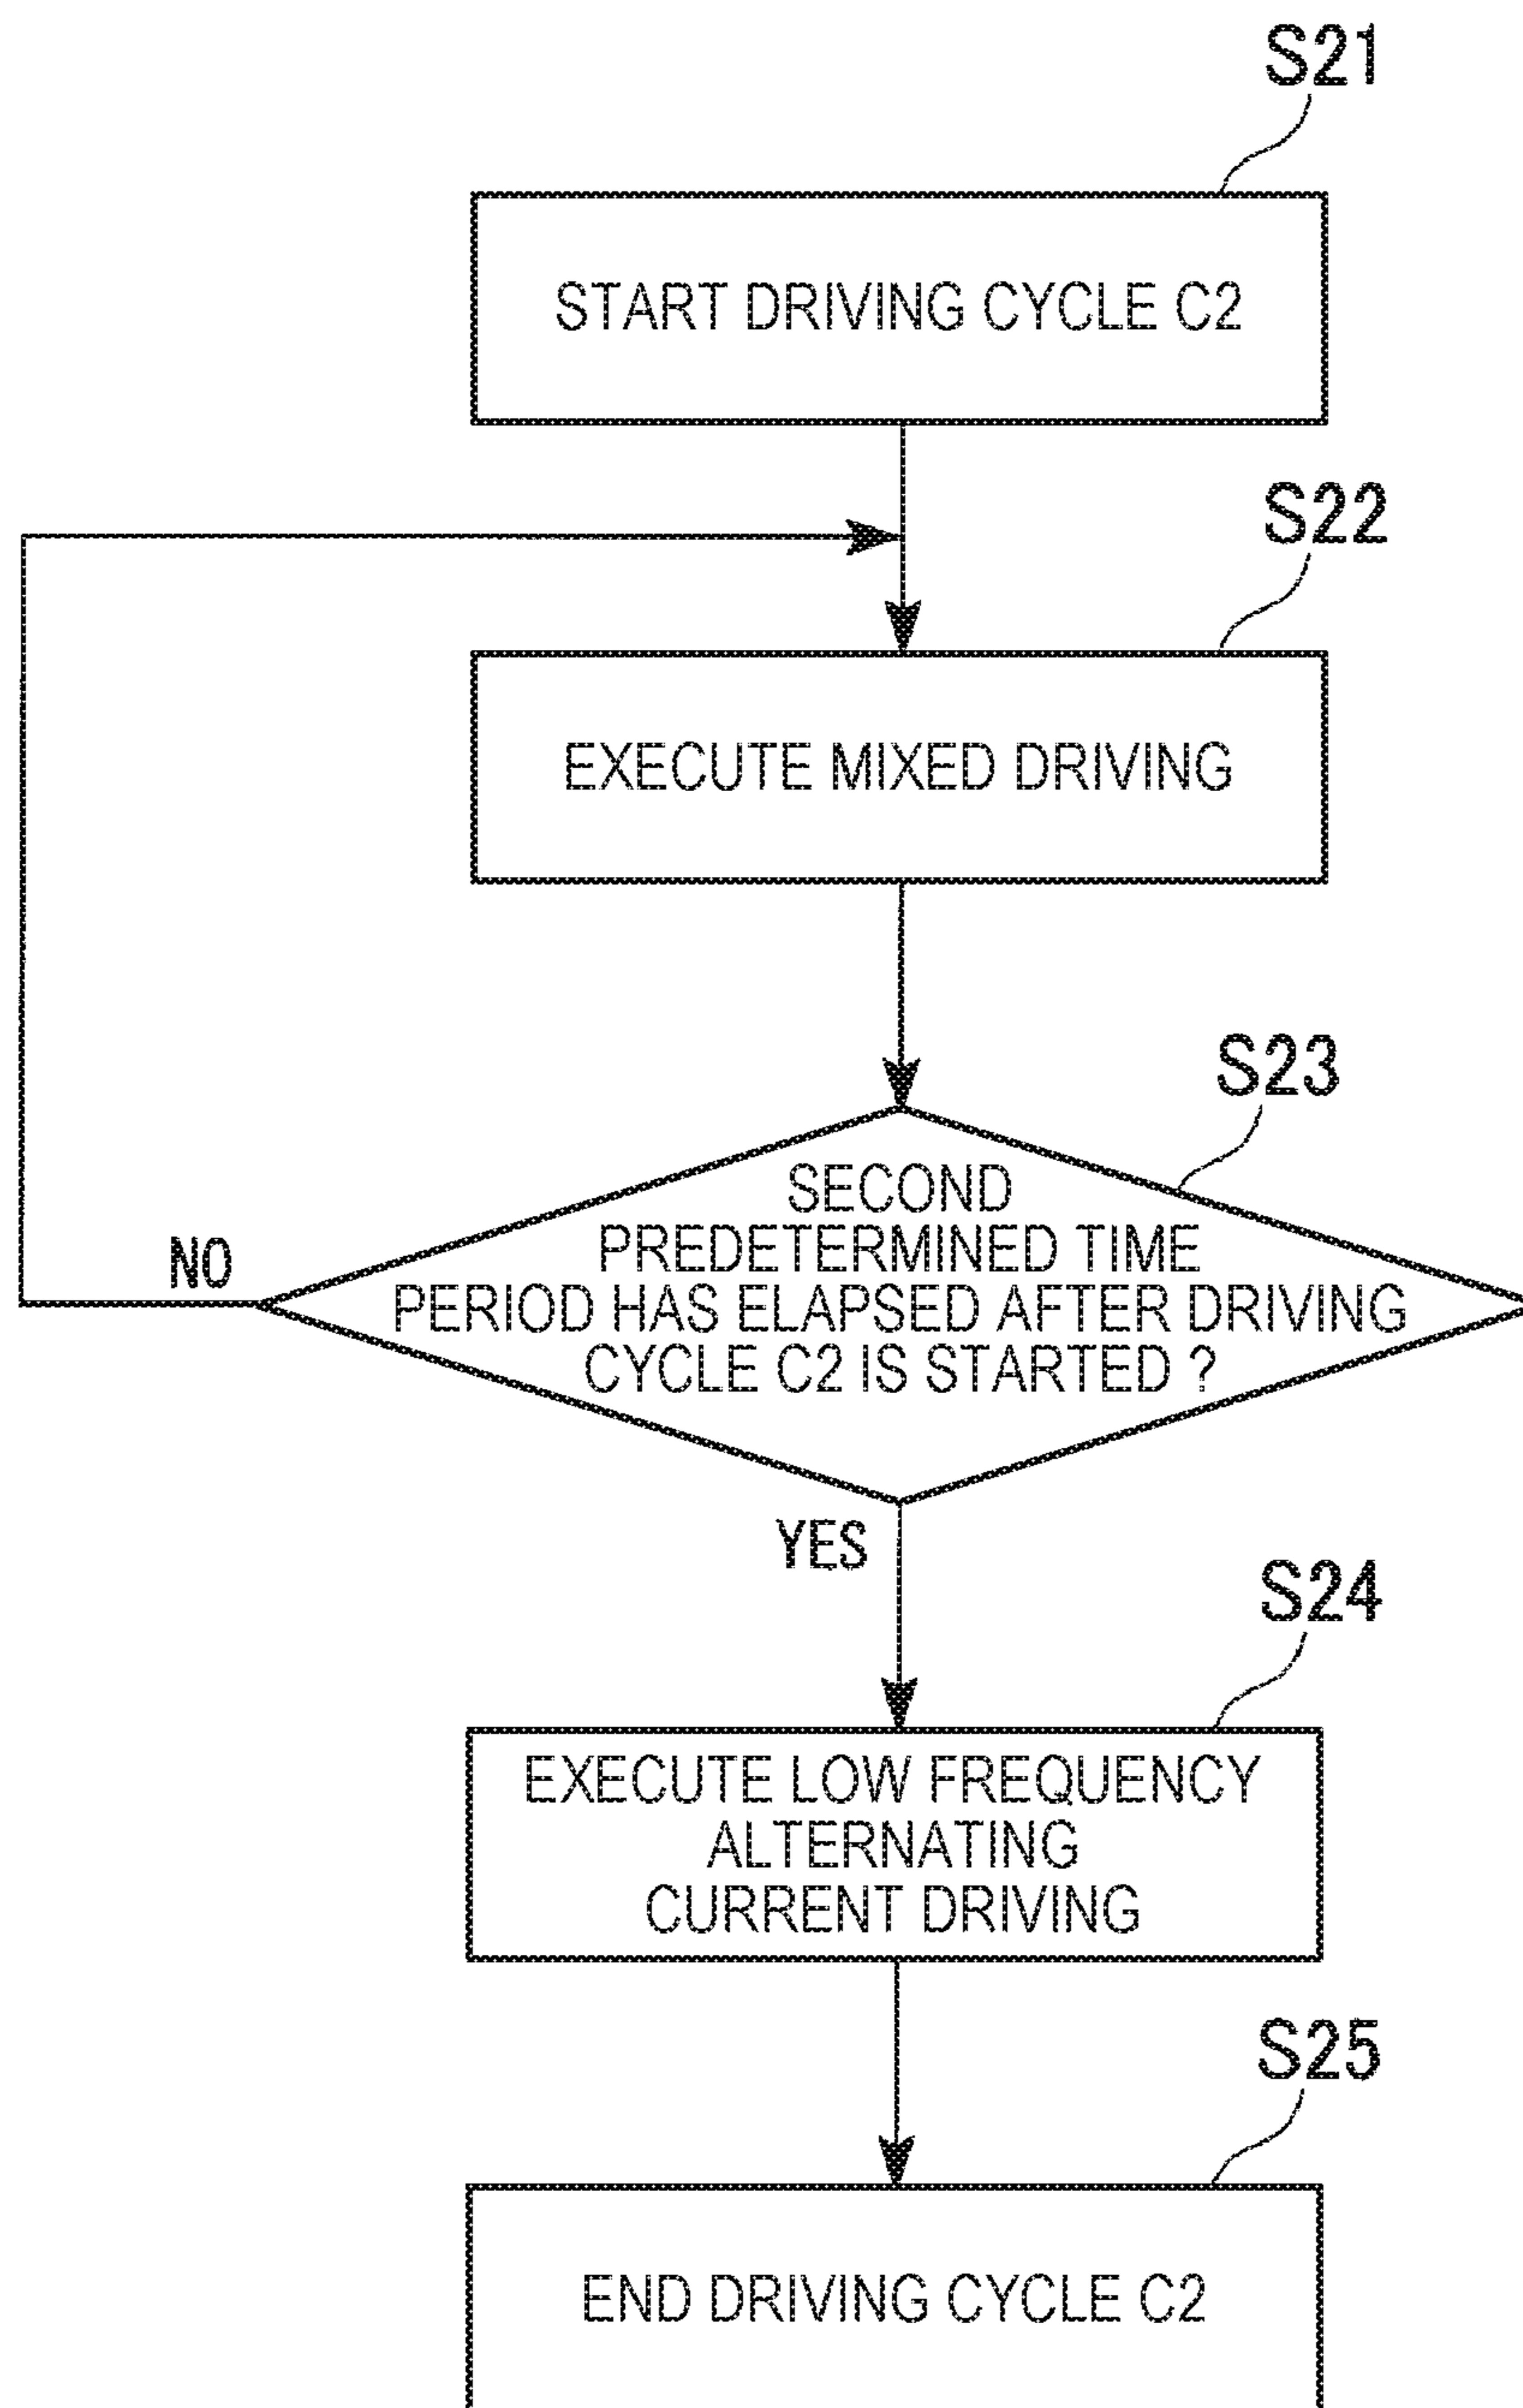 S21
START DRIVING CYCLE C2
S22
EXECUTE MIXED DRIVING
S23
SECOND
PREDETERMINED TIME
PERIOD HAS ELAPSED AFTER DRIVING
CYCLE C2 IS STARTED ?
NO
YES
S24
EXECUTE LOW FREQUENCY
ALTERNATING
CURRENT DRIVING
S25
END DRIVING CYCLE C2